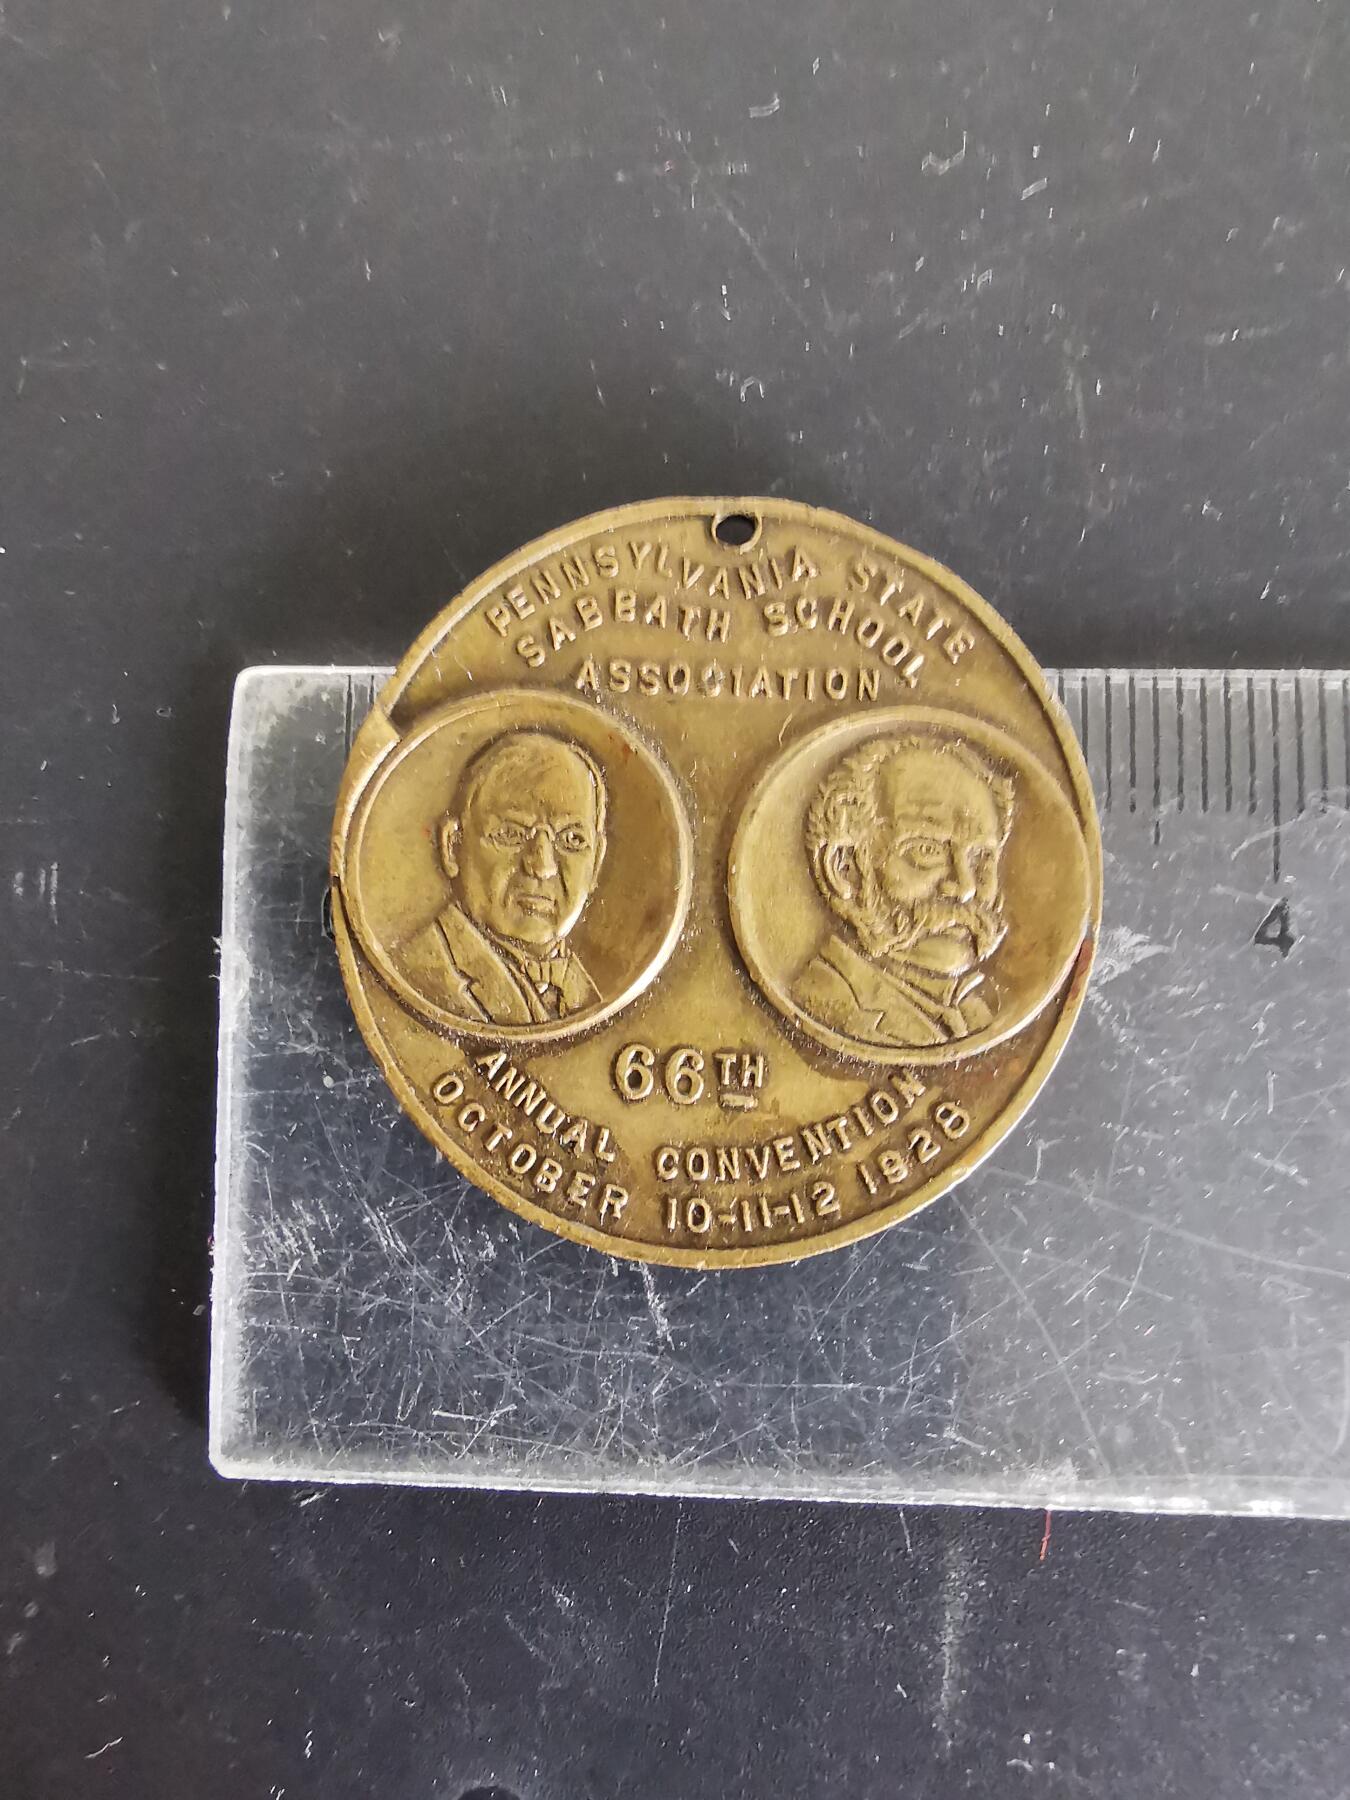 PENNSYLVANIA STATE
SABBATH SCHOOL
ASSOCIATION
66TH
ANNUAL CONVENTION
OCTOBER 10-11-12 1928
4